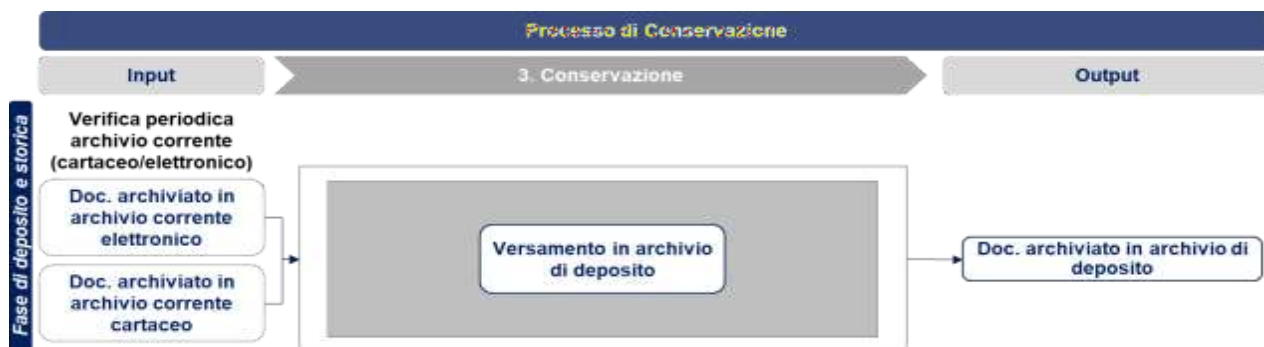 Processo di Conservazione
Input
3. Conservazione
Output
Fase di deposito e storica
Verifica periodica
archivio corrente
(cartaceo/elettronico)
Doc. archiviato in
archivio corrente
elettronico
Doc. archiviato in
archivio corrente
cartaceo
Versamento in archivio
di deposito
Doc. archiviato in archivio di
deposito